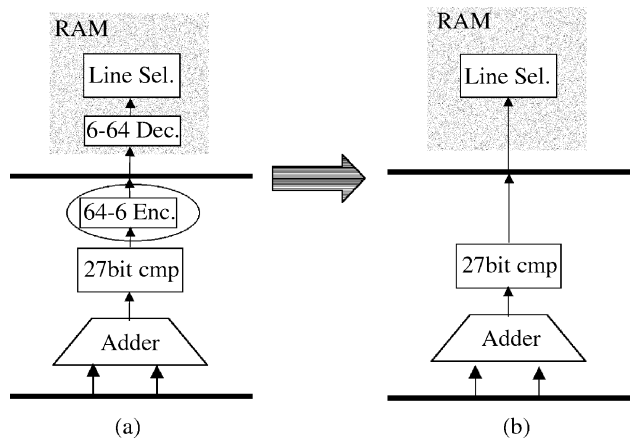 RAM
Line Sel.
6-64 Dec.
64-6 Enc.
27bit cmp
Adder
(a)
RAM
Line Sel.
27bit cmp
Adder
(b)